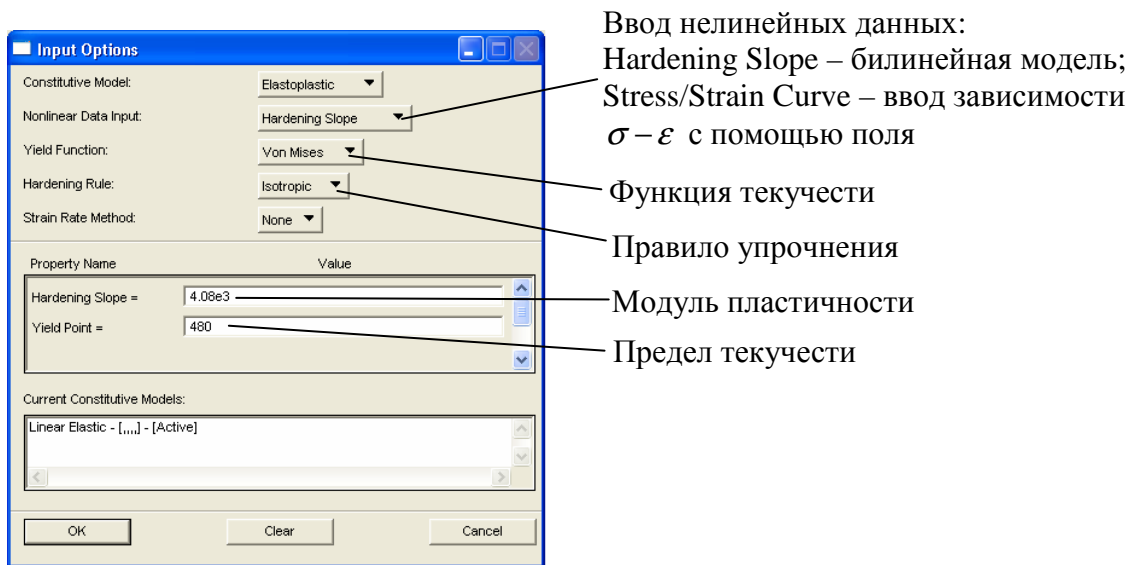 Input Options
Constitutive Model: Elastoplastic
Nonlinear Data Input: Hardening Slope
Yield Function: Von Mises
Hardening Rule: Isotropic
Strain Rate Method: None
Property Name Value
Hardening Slope = 4.08e3
Yield Point = 480
Current Constitutive Models:
Linear Elastic - [,,,,] - [Active]
OK Clear Cancel
Ввод нелинейных данных:
Hardening Slope – билинейная модель;
Stress/Strain Curve – ввод зависимости
σ – ε с помощью поля
Функция текучести
Правило упрочнения
Модуль пластичности
Предел текучести